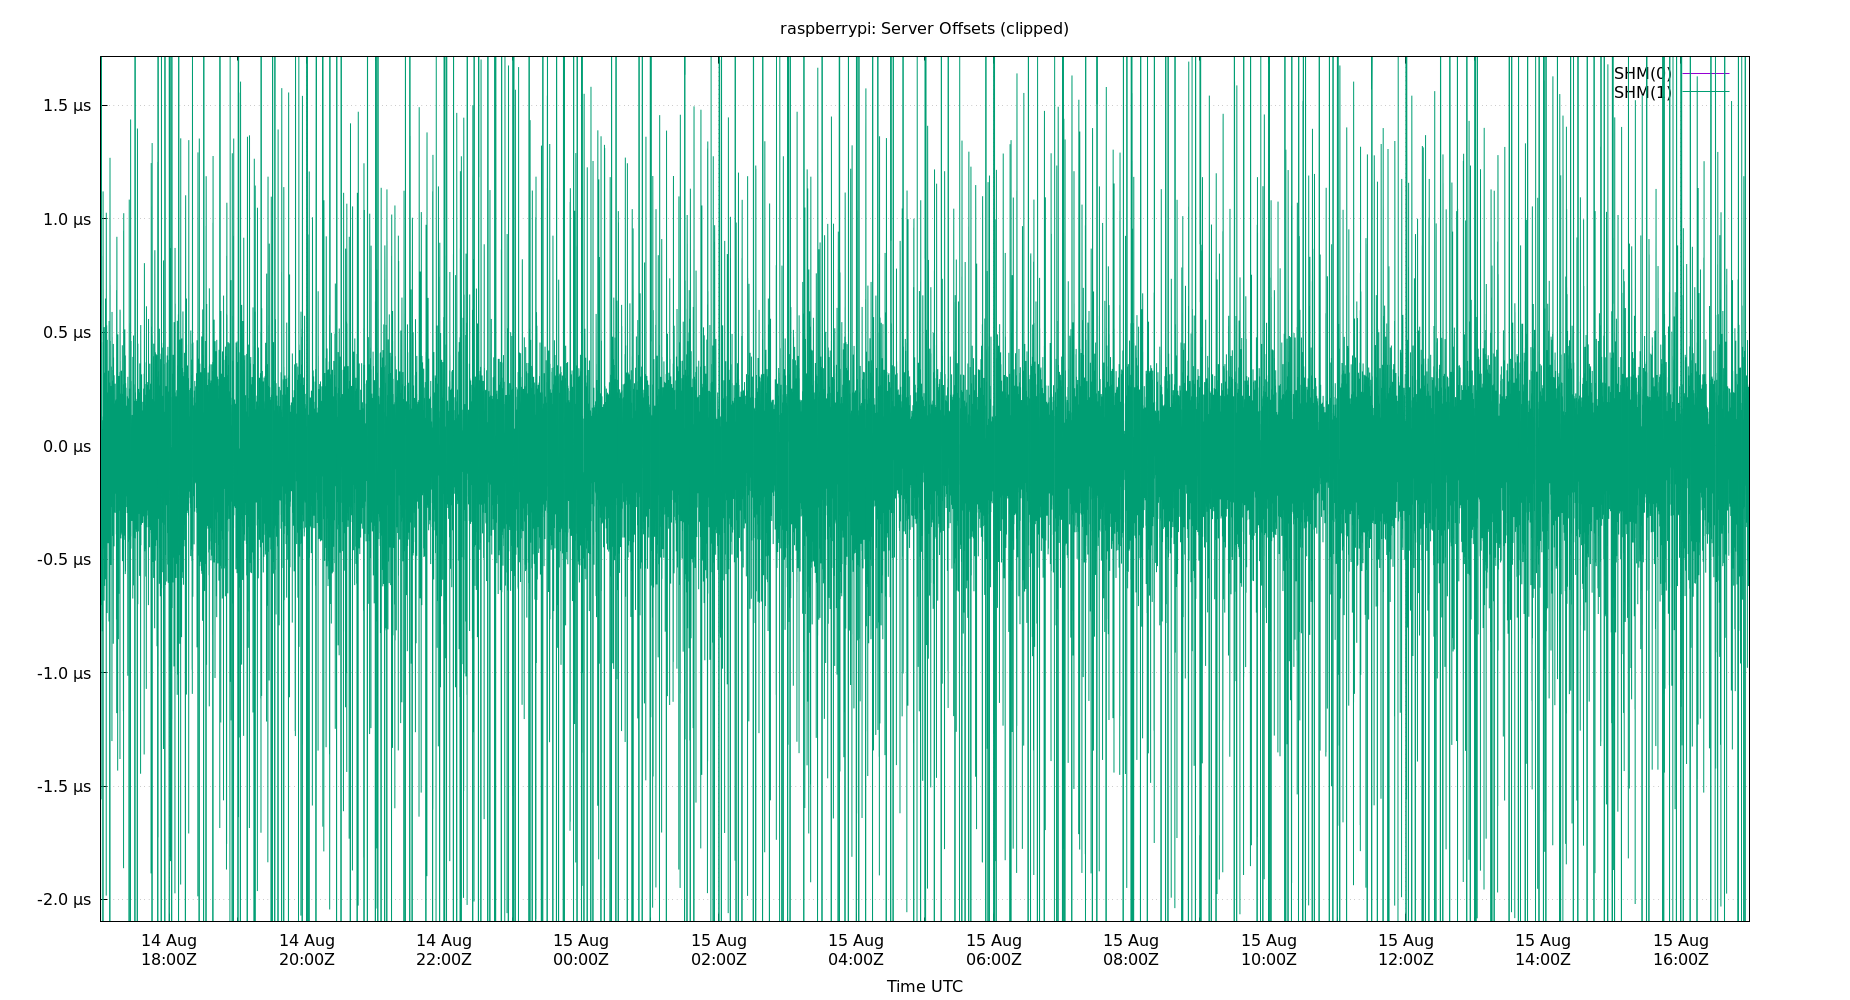 raspberrypi: Server Offsets (clipped)
SHM(0)
SHM(1)
1.5 µs
1.0 µs
0.5 µs
0.0 µs
-0.5 µs
-1.0 µs
-1.5 µs
-2.0 µs
14 Aug 14 Aug 14 Aug 15 Aug 15 Aug 15 Aug 15 Aug 15 Aug 15 Aug 15 Aug 15 Aug 15 Aug
18:00Z 20:00Z 22:00Z 00:00Z 02:00Z 04:00Z 06:00Z 08:00Z 10:00Z 12:00Z 14:00Z 16:00Z
Time UTC